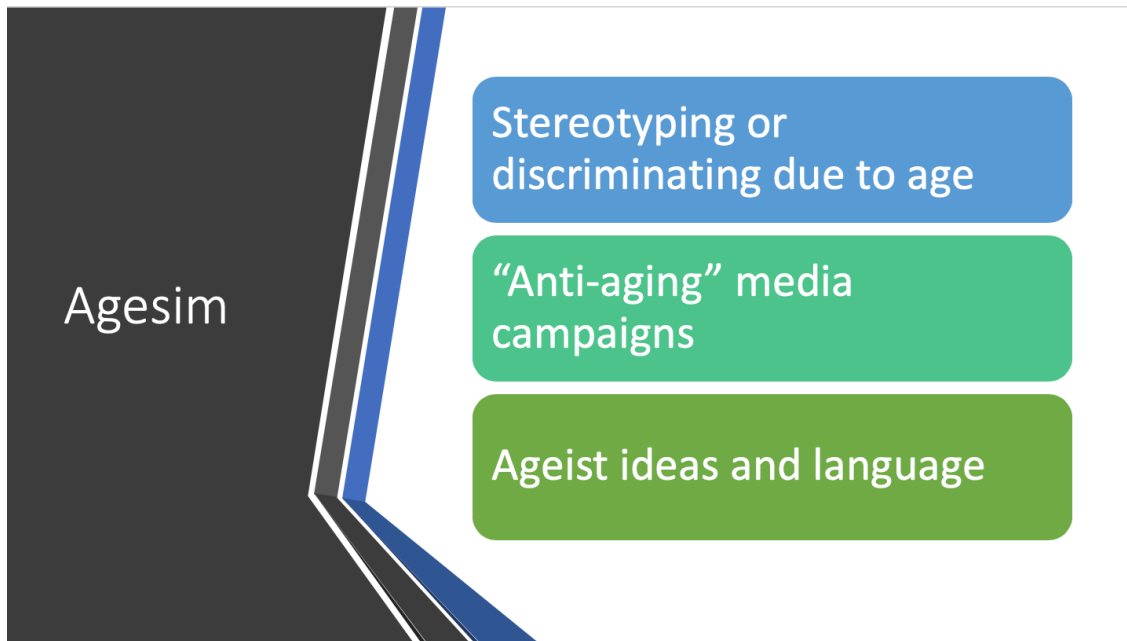 Agesim
Stereotyping or
discriminating due to age
“Anti-aging” media
campaigns
Ageist ideas and language